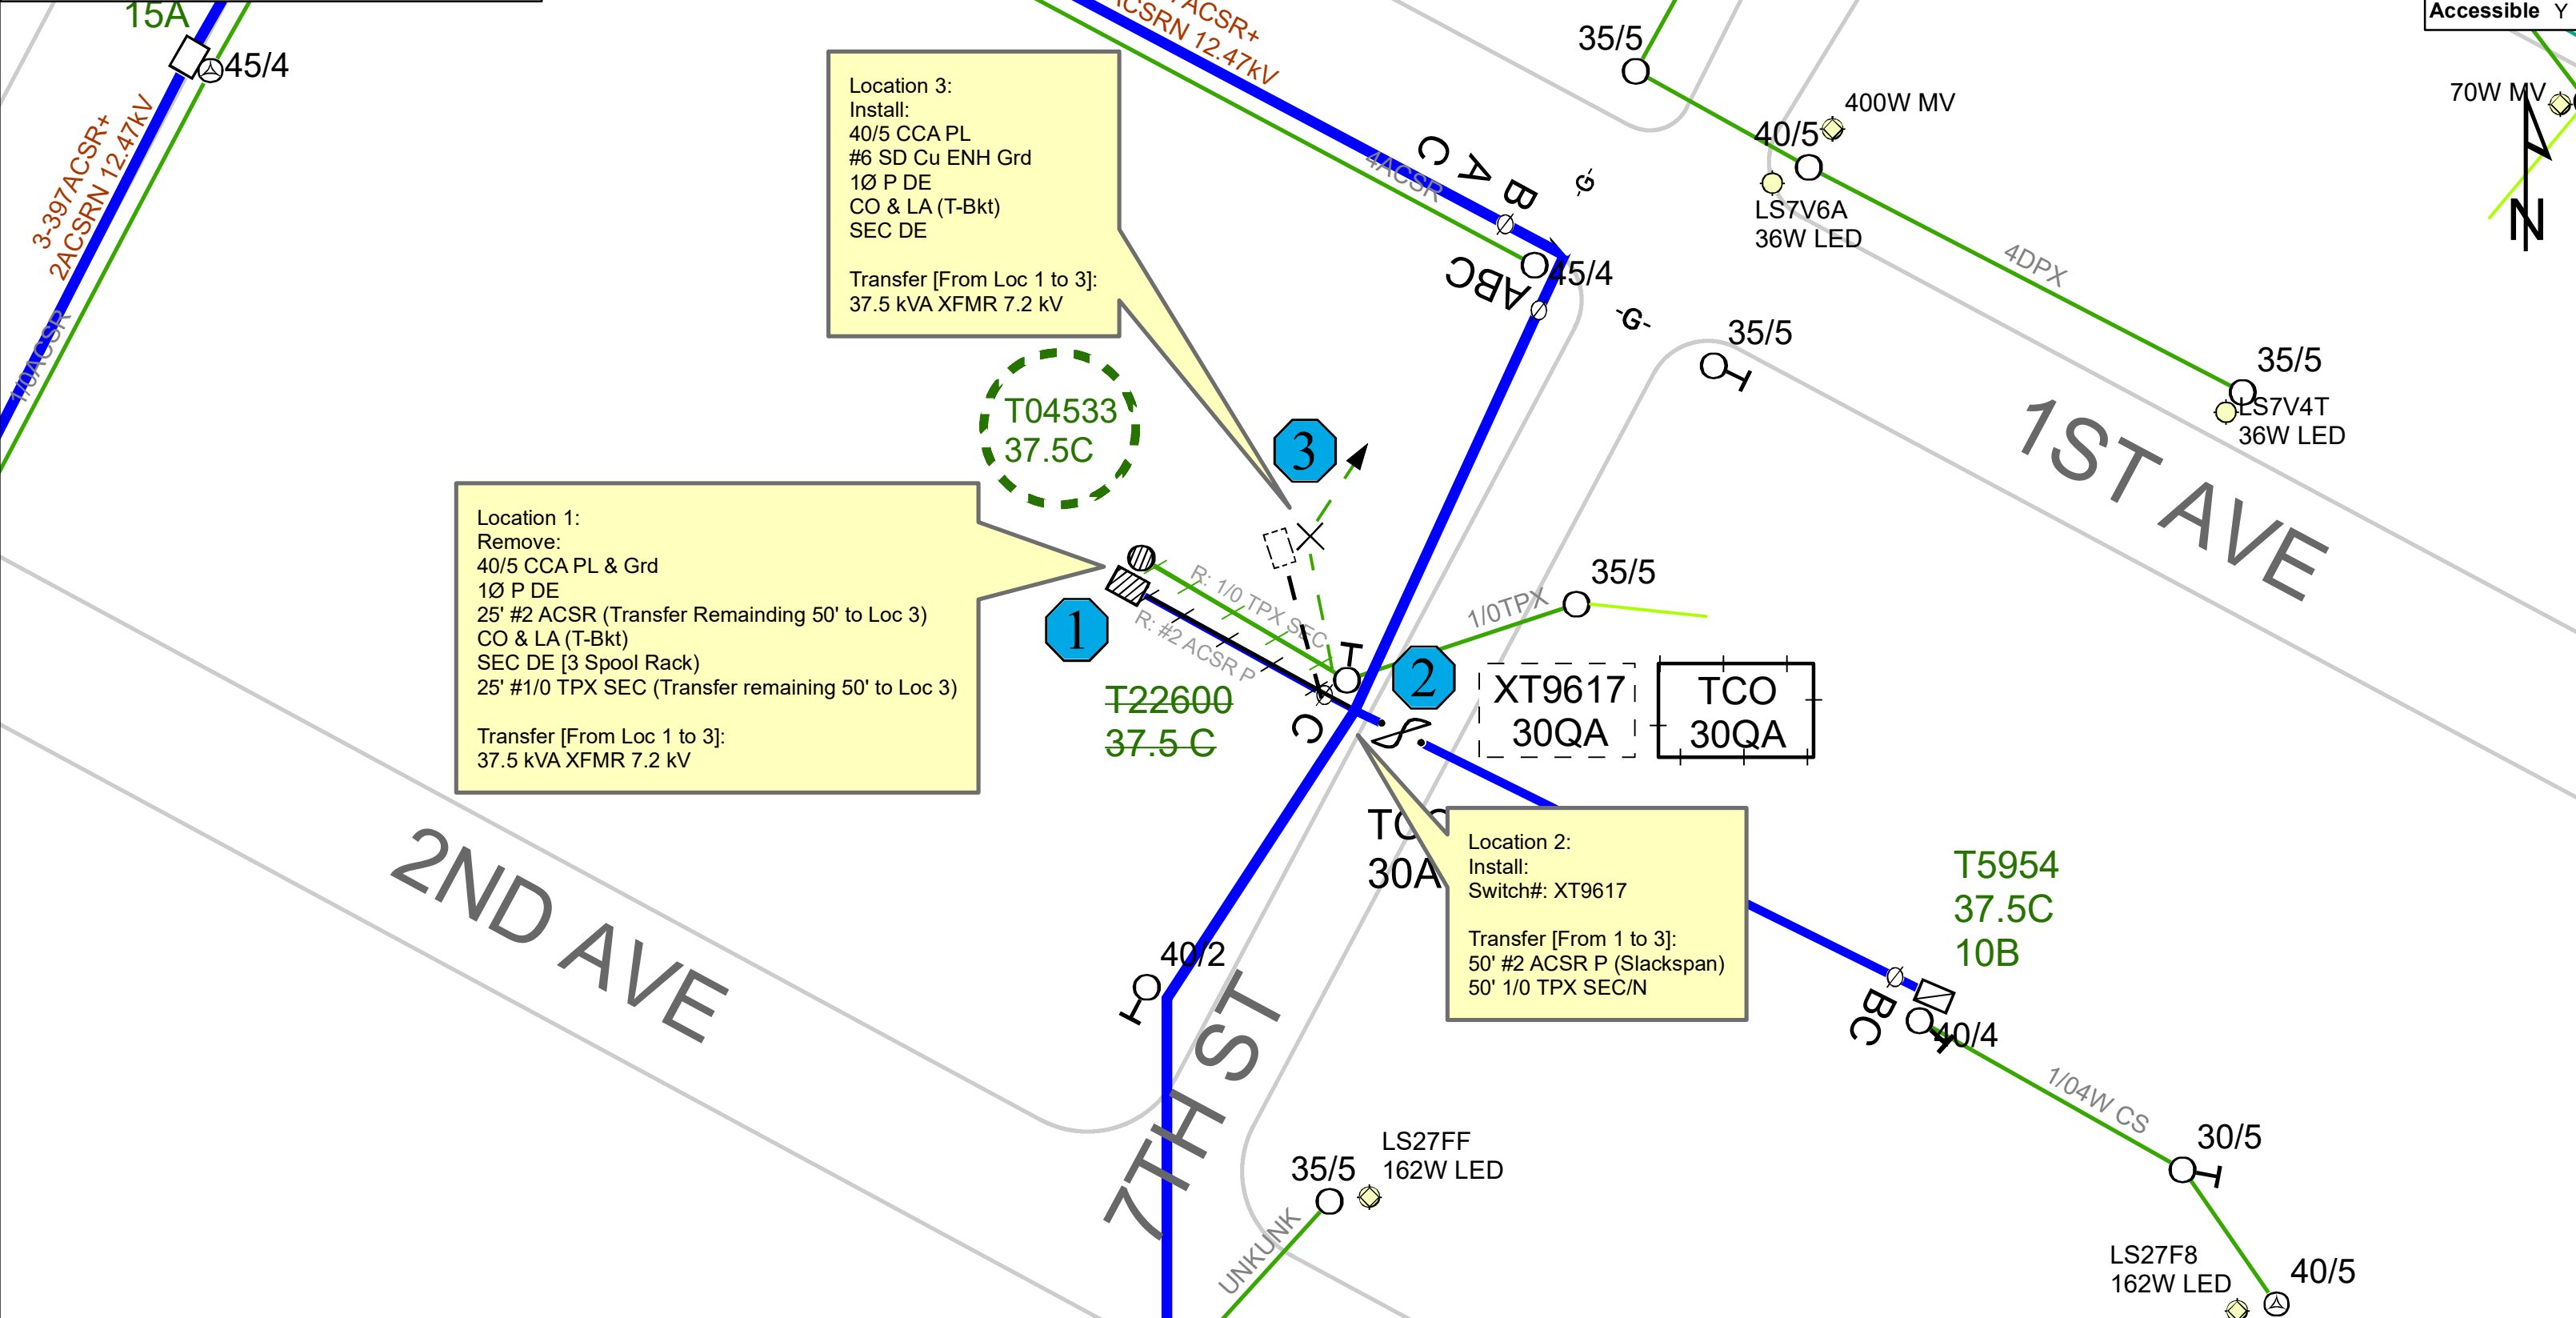 15A
45/4
3-397ACSR+
2ACSRN 12.47kV
1/0ACSR
ACSR+
ACSRN 12.47kV
4ACSR
C A B
ABC
45/4
-G-
-G-
35/5
40/5
400W MV
LS7V6A
36W LED
4DPX
35/5
LS7V4T
36W LED
35/5
1ST AVE
Accessible Y
70W MV
N
Location 3:
Install:
40/5 CCA PL
#6 SD Cu ENH Grd
1Ø P DE
CO & LA (T-Bkt)
SEC DE
Transfer [From Loc 1 to 3]:
37.5 kVA XFMR 7.2 kV
T04533
37.5C
3
Location 1:
Remove:
40/5 CCA PL & Grd
1Ø P DE
25' #2 ACSR (Transfer Remainding 50' to Loc 3)
CO & LA (T-Bkt)
SEC DE [3 Spool Rack)
25' #1/0 TPX SEC (Transfer remaining 50' to Loc 3)
Transfer [From Loc 1 to 3]:
37.5 kVA XFMR 7.2 kV
1
R: 1/0 TPX SEC
R: #2 ACSR P
T22600
37.5 C
C
2
1/0TPX
35/5
XT9617
30QA
TCO
30QA
TCO
30A
Location 2:
Install:
Switch#: XT9617
Transfer [From 1 to 3]:
50' #2 ACSR P (Slackspan)
50' 1/0 TPX SEC/N
T5954
37.5C
10B
BC
40/4
1/04W CS
30/5
40/5
LS27F8
162W LED
2ND AVE
40/2
7TH ST
35/5
LS27FF
162W LED
UNKUNK